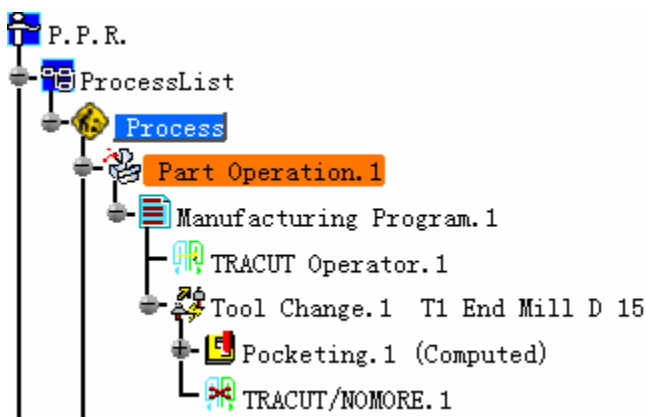 P.P.R.
ProcessList
Process
Part Operation.1
Manufacturing Program.1
TRACUT Operator.1
Tool Change.1  T1 End Mill D 15
Pocketing.1 (Computed)
TRACUT/NOMORE.1